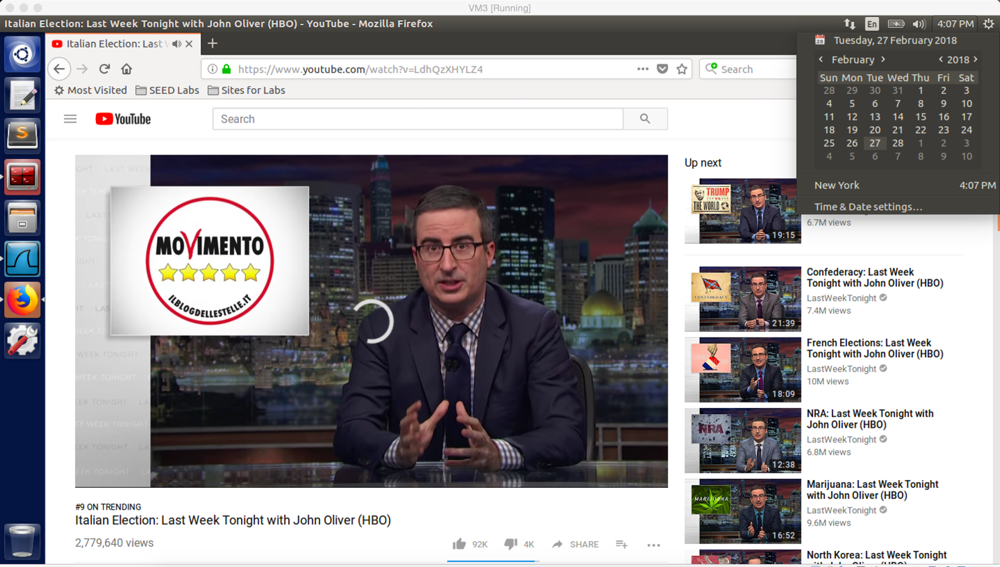 VM3 [Running]
Italian Election: Last Week Tonight with John Oliver (HBO) - YouTube - Mozilla Firefox
En
4:07 PM
Italian Election: Last W
https://www.youtube.com/watch?v=LdhQzXHYLZ4
Search
Most Visited
SEED Labs
Sites for Labs
YouTube
Search
28
Tuesday, 27 February 2018
February
2018
Sun Mon Tue Wed Thu Fri Sat
28 29 30 31 1 2 3
4 5 6 7 8 9 10
11 12 13 14 15 16 17
18 19 20 21 22 23 24
25 26 27 28 1 2 3
4 5 6 7 8 9 10
New York 4:07 PM
Time & Date settings...
MOVIMENTO
ILBLOGDELLESTELLE.IT
LAST WEEK
WEEK TONIGHT
#9 ON TRENDING
Italian Election: Last Week Tonight with John Oliver (HBO)
2,779,640 views
92K
4K
SHARE
Up next
TRUMP
THE WORLD
19:15
6.7M views
CONFEDERACY
21:39
Confederacy: Last Week
Tonight with John Oliver (HBO)
LastWeekTonight
7.4M views
18:09
French Elections: Last Week
Tonight with John Oliver (HBO)
LastWeekTonight
10M views
NRA
12:38
NRA: Last Week Tonight with
John Oliver (HBO)
LastWeekTonight
6.8M views
MARIJUANA
16:52
Marijuana: Last Week Tonight
with John Oliver (HBO)
LastWeekTonight
9.6M views
North Korea: Last Week Tonight
with John Oliver (HBO)